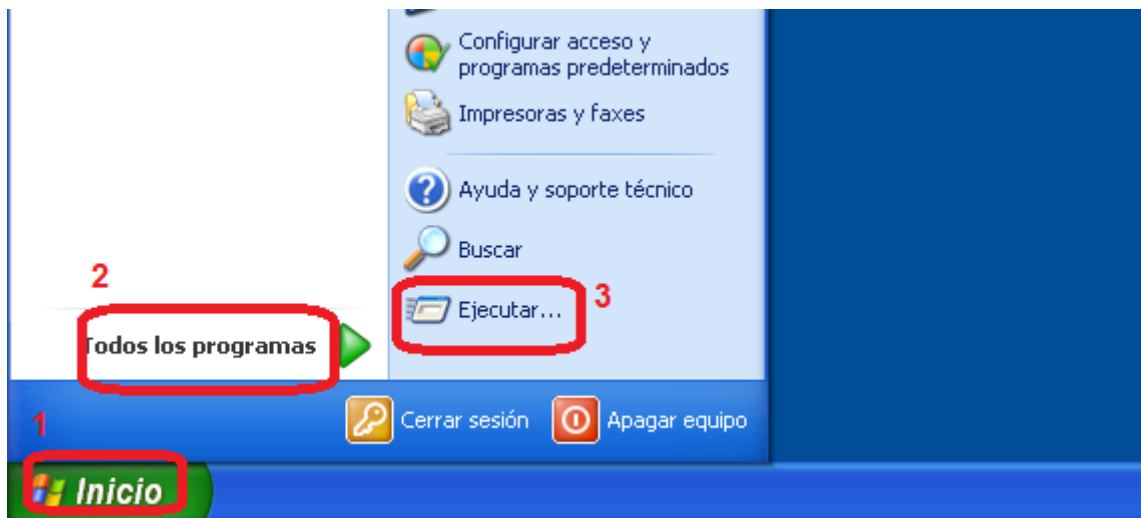 Configurar acceso y
programas predeterminados
Impresoras y faxes
Ayuda y soporte técnico
Buscar
2
Ejecutar...
3
Todos los programas
1
Cerrar sesión
Apagar equipo
Inicio